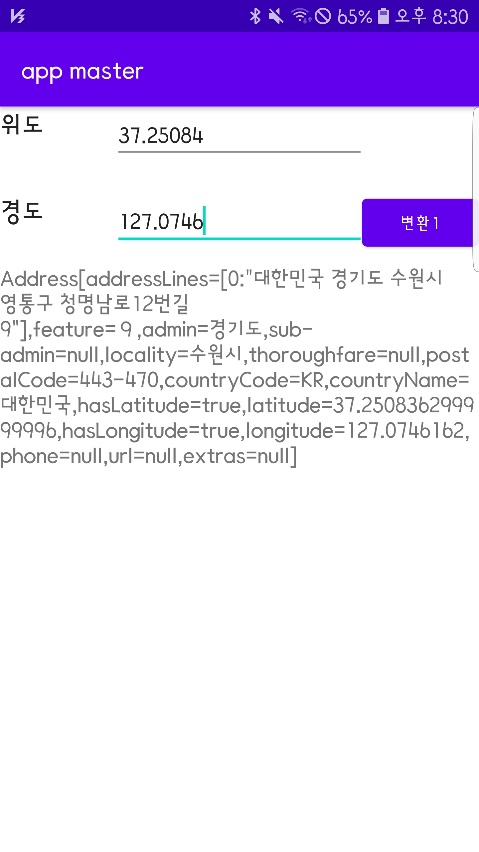 65% 오후 8:30
app master
위도 37.25084
경도 127.0746 변환1
Address[addressLines=[0:"대한민국 경기도 수원시
영통구 청명남로12번길
9"],feature=9,admin=경기도,sub-
admin=null,locality=수원시,thoroughfare=null,post
alCode=443-470,countryCode=KR,countryName=
대한민국,hasLatitude=true,latitude=37.2508362999
99996,hasLongitude=true,longitude=127.0746162,
phone=null,url=null,extras=null]